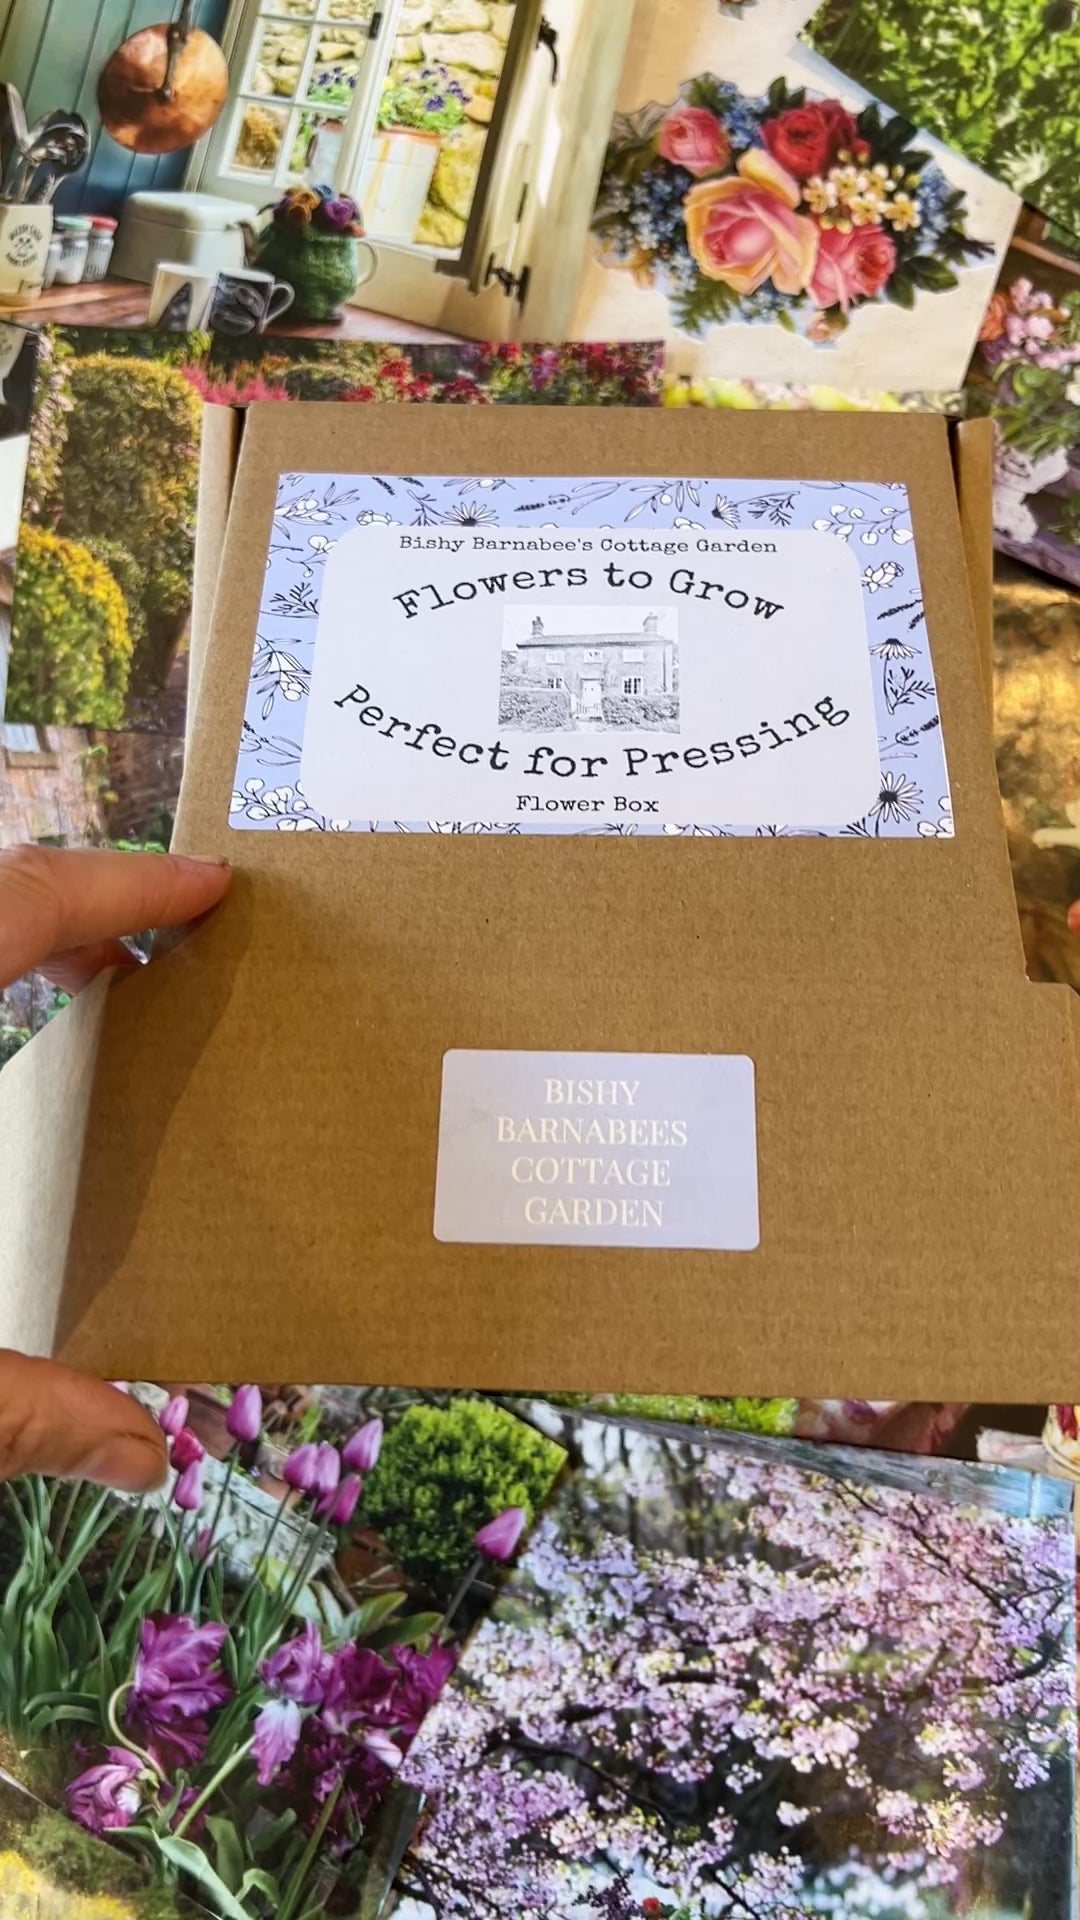 Bishy Barnabee's Cottage Garden
Flowers to Grow
Perfect for Pressing
Flower Box
BISHY
BARNABEES
COTTAGE
GARDEN